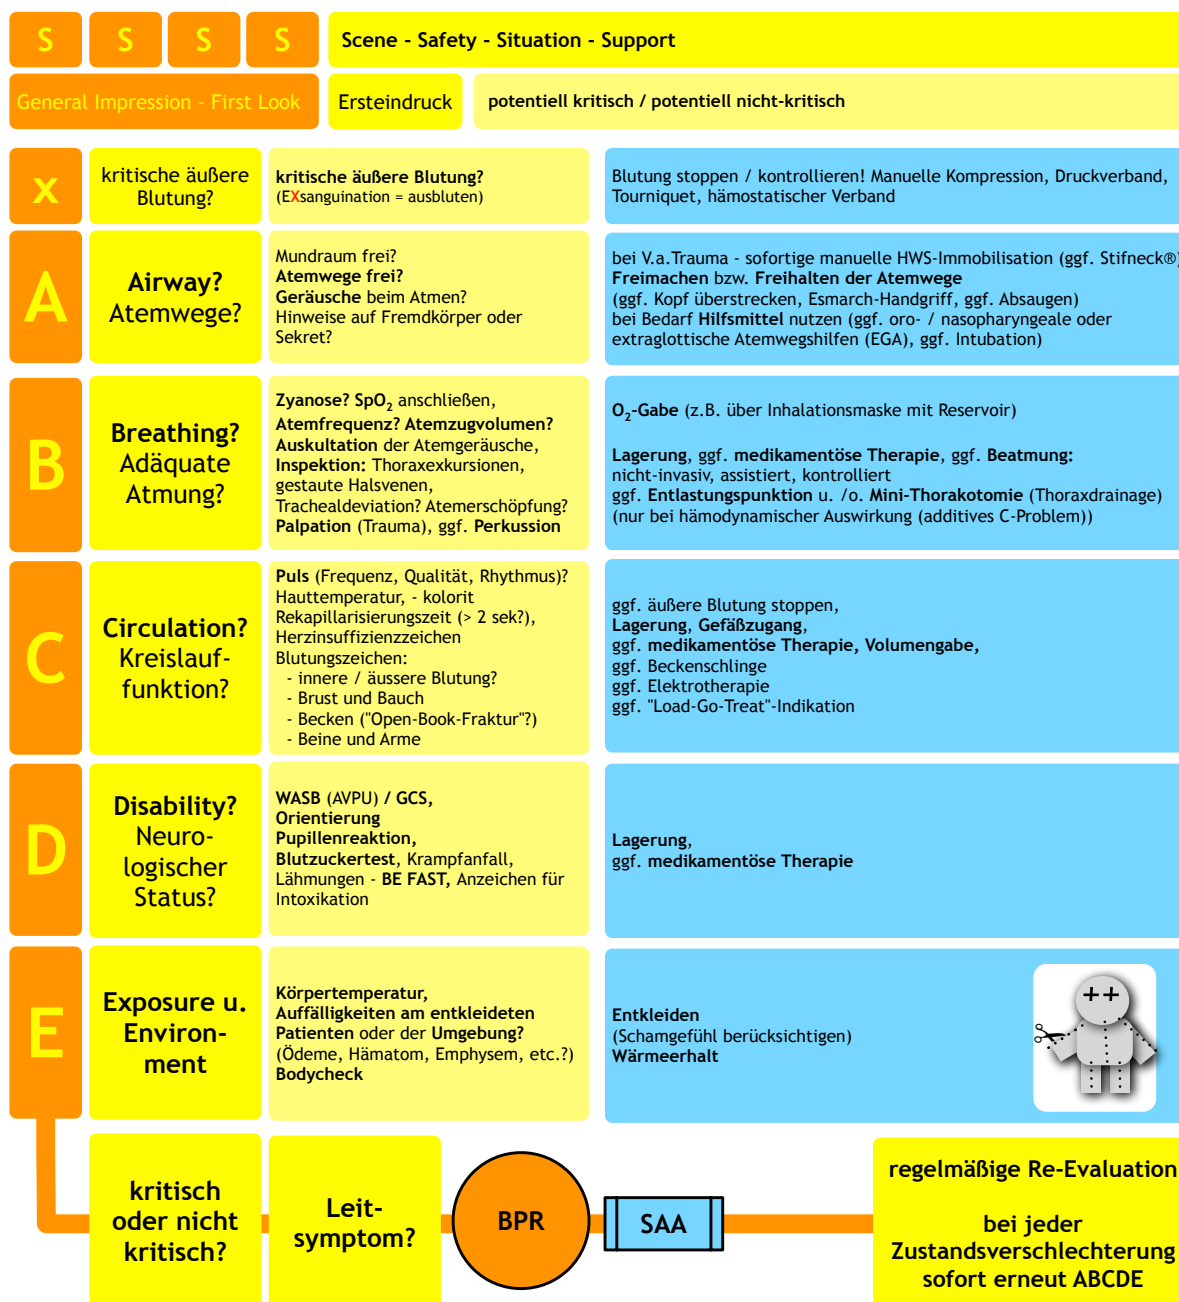 S S S S
Scene - Safety - Situation - Support
General Impression - First Look
Ersteindruck
potentiell kritisch / potentiell nicht-kritisch
x
kritische äußere
Blutung?
kritische äußere Blutung?
(EXsanguination = ausbluten)
Blutung stoppen / kontrollieren! Manuelle Kompression, Druckverband,
Tourniquet, hämostatischer Verband
A
Airway?
Atemwege?
Mundraum frei?
Atemwege frei?
Geräusche beim Atmen?
Hinweise auf Fremdkörper oder
Sekret?
bei V.a.Trauma - sofortige manuelle HWS-Immobilisation (ggf. Stifneck®)
Freimachen bzw. Freihalten der Atemwege
(ggf. Kopf überstrecken, Esmarch-Handgriff, ggf. Absaugen)
bei Bedarf Hilfsmittel nutzen (ggf. oro- / nasopharyngeale oder
extraglottische Atemwegshilfen (EGA), ggf. Intubation)
B
Breathing?
Adäquate
Atmung?
Zyanose? SpO₂ anschließen,
Atemfrequenz? Atemzugvolumen?
Auskultation der Atemgeräusche,
Inspektion: Thoraxexkursionen,
gestaute Halsvenen,
Trachealdeviation? Atemerschöpfung?
Palpation (Trauma), ggf. Perkussion
O₂-Gabe (z.B. über Inhalationsmaske mit Reservoir)
Lagerung, ggf. medikamentöse Therapie, ggf. Beatmung:
nicht-invasiv, assistiert, kontrolliert
ggf. Entlastungspunktion u. /o. Mini-Thorakotomie (Thoraxdrainage)
(nur bei hämodynamischer Auswirkung (additives C-Problem))
C
Circulation?
Kreislauf-
funktion?
Puls (Frequenz, Qualität, Rhythmus)?
Hauttemperatur, - kolorit
Rekapillarisierungszeit (> 2 sek?),
Herzinsuffizienzzeichen
Blutungszeichen:
- innere / äussere Blutung?
- Brust und Bauch
- Becken ("Open-Book-Fraktur"?)
- Beine und Arme
ggf. äußere Blutung stoppen,
Lagerung, Gefäßzugang,
ggf. medikamentöse Therapie, Volumengabe,
ggf. Beckenschlinge
ggf. Elektrotherapie
ggf. "Load-Go-Treat"-Indikation
D
Disability?
Neuro-
logischer
Status?
WASB (AVPU) / GCS,
Orientierung
Pupillenreaktion,
Blutzuckertest, Krampfanfall,
Lähmungen - BE FAST, Anzeichen für
Intoxikation
Lagerung,
ggf. medikamentöse Therapie
E
Exposure u.
Environ-
ment
Körpertemperatur,
Auffälligkeiten am entkleideten
Patienten oder der Umgebung?
(Ödeme, Hämatom, Emphysem, etc.?)
Bodycheck
Entkleiden
(Schamgefühl berücksichtigen)
Wärmeerhalt
kritisch
oder nicht
kritisch?
Leit-
symptom?
BPR
SAA
regelmäßige Re-Evaluation
bei jeder
Zustandsverschlechterung
sofort erneut ABCDE